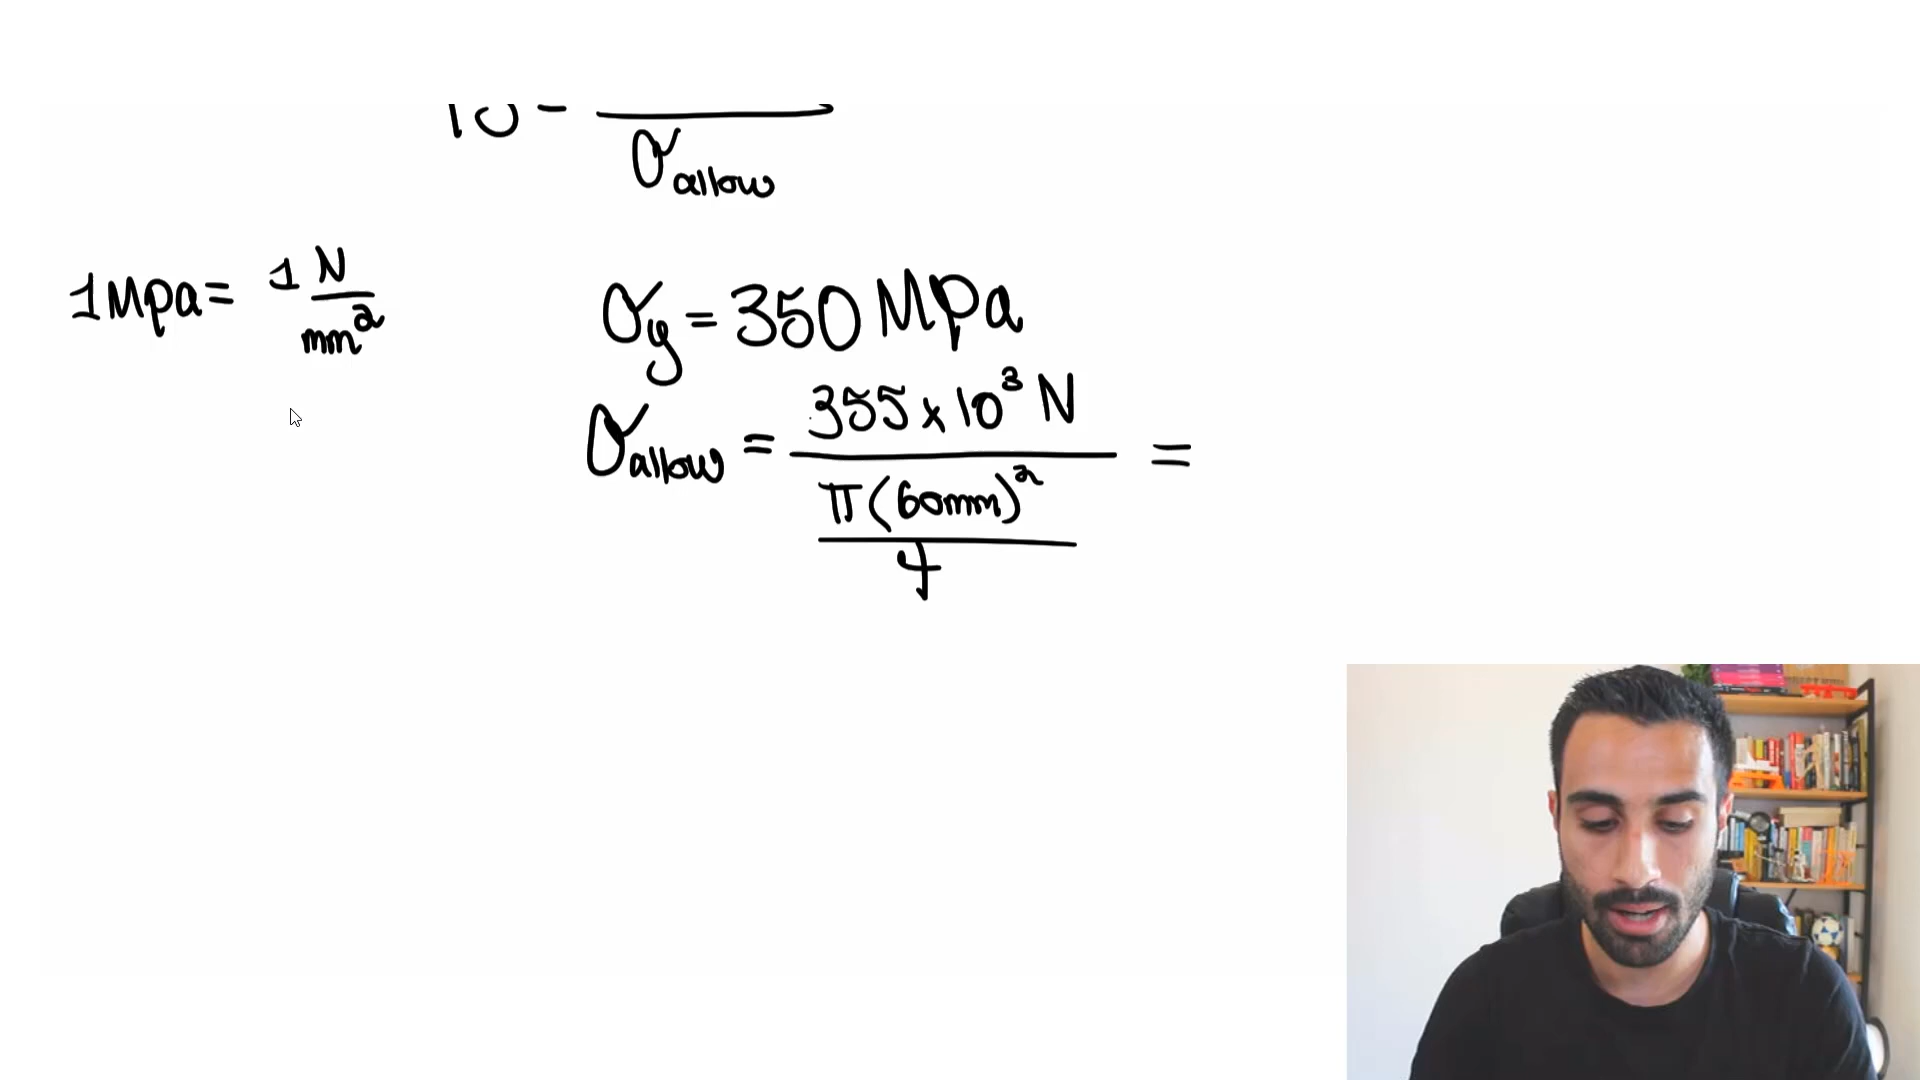 σallow
1Mpa= 1 N
mm²
σy = 350 MPa
σallow = 355 x 10³ N =
π (60mm)²
4